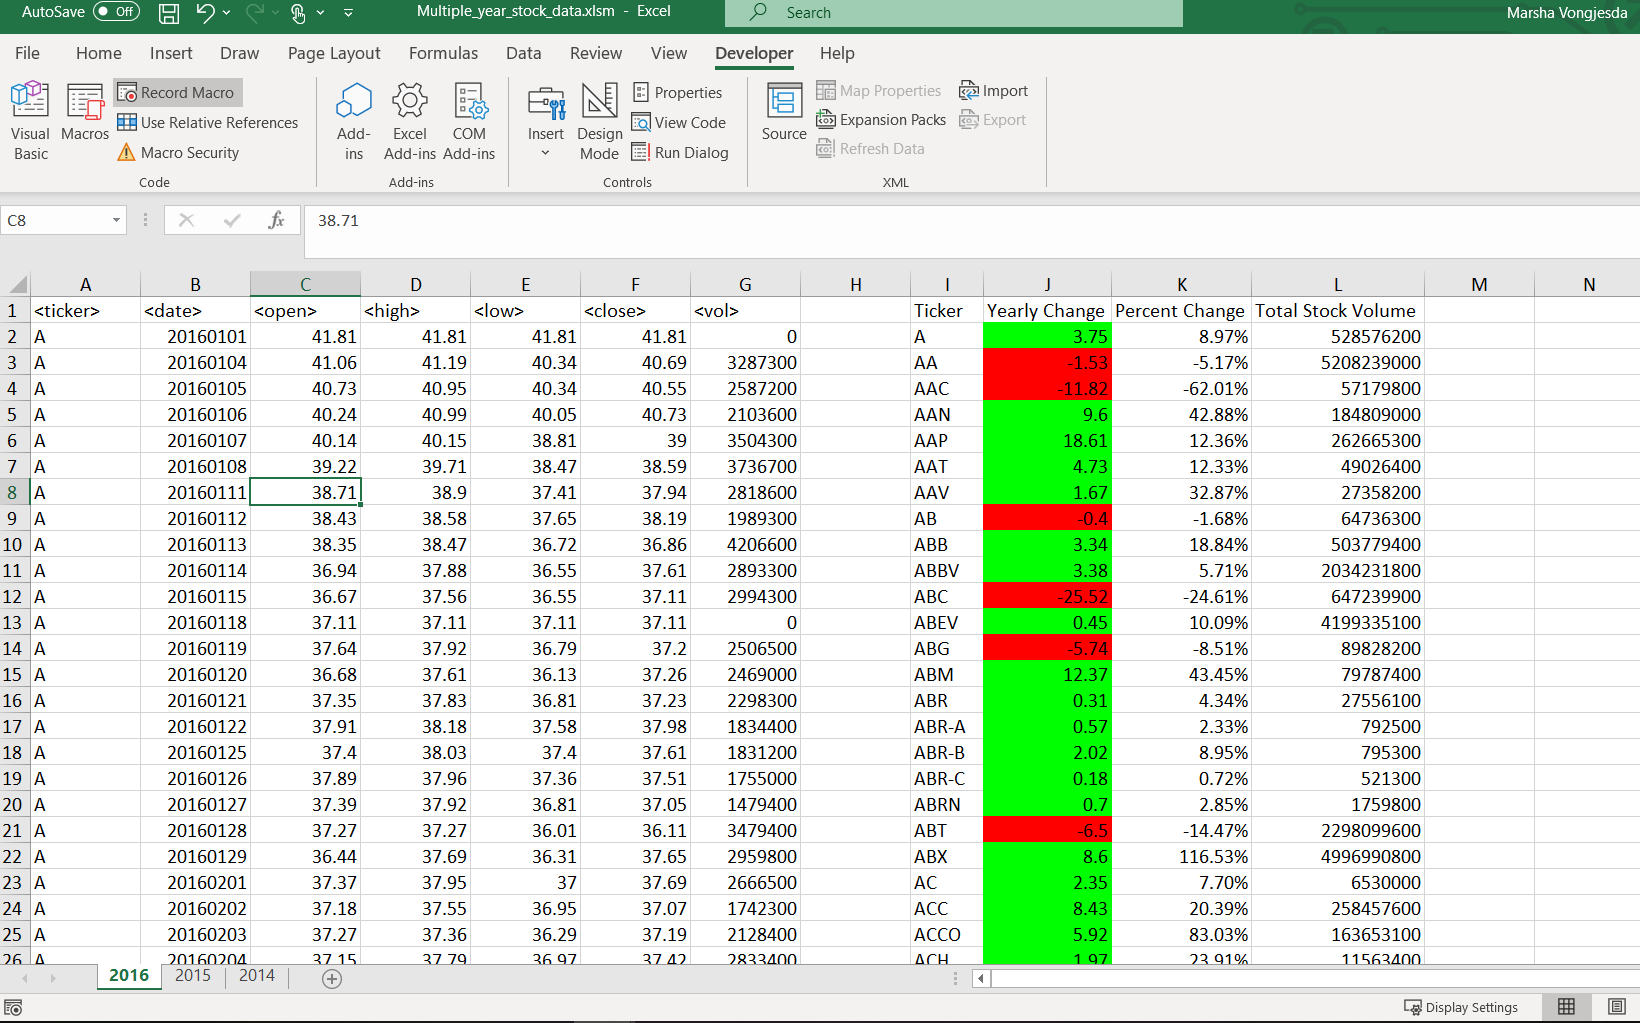 AutoSave Off Multiple_year_stock_data.xlsm - Excel Search Marsha Vongjesda
File Home Insert Draw Page Layout Formulas Data Review View Developer Help
Visual Basic
Macros
Record Macro
Use Relative References
Macro Security
Code
Add-ins
Excel Add-ins
COM Add-ins
Add-ins
Insert
Design Mode
Properties
View Code
Run Dialog
Controls
Source
Map Properties
Expansion Packs
Refresh Data
Import
Export
XML
C8 fx 38.71
A B C D E F G H I J K L M N
1 <ticker> <date> <open> <high> <low> <close> <vol> Ticker Yearly Change Percent Change Total Stock Volume
2 A 20160101 41.81 41.81 41.81 41.81 0 A 3.75 8.97% 528576200
3 A 20160104 41.06 41.19 40.34 40.69 3287300 AA -1.53 -5.17% 5208239000
4 A 20160105 40.73 40.95 40.34 40.55 2587200 AAC -11.82 -62.01% 57179800
5 A 20160106 40.24 40.99 40.05 40.73 2103600 AAN 9.6 42.88% 184809000
6 A 20160107 40.14 40.15 38.81 39 3504300 AAP 18.61 12.36% 262665300
7 A 20160108 39.22 39.71 38.47 38.59 3736700 AAT 4.73 12.33% 49026400
8 A 20160111 38.71 38.9 37.41 37.94 2818600 AAV 1.67 32.87% 27358200
9 A 20160112 38.43 38.58 37.65 38.19 1989300 AB -0.4 -1.68% 64736300
10 A 20160113 38.35 38.47 36.72 36.86 4206600 ABB 3.34 18.84% 503779400
11 A 20160114 36.94 37.88 36.55 37.61 2893300 ABBV 3.38 5.71% 2034231800
12 A 20160115 36.67 37.56 36.55 37.11 2994300 ABC -25.52 -24.61% 647239900
13 A 20160118 37.11 37.11 37.11 37.11 0 ABEV 0.45 10.09% 4199335100
14 A 20160119 37.64 37.92 36.79 37.2 2506500 ABG -5.74 -8.51% 89828200
15 A 20160120 36.68 37.61 36.13 37.26 2469000 ABM 12.37 43.45% 79787400
16 A 20160121 37.35 37.83 36.81 37.23 2298300 ABR 0.31 4.34% 27556100
17 A 20160122 37.91 38.18 37.58 37.98 1834400 ABR-A 0.57 2.33% 792500
18 A 20160125 37.4 38.03 37.4 37.61 1831200 ABR-B 2.02 8.95% 795300
19 A 20160126 37.89 37.96 37.36 37.51 1755000 ABR-C 0.18 0.72% 521300
20 A 20160127 37.39 37.92 36.81 37.05 1479400 ABRN 0.7 2.85% 1759800
21 A 20160128 37.27 37.27 36.01 36.11 3479400 ABT -6.5 -14.47% 2298099600
22 A 20160129 36.44 37.69 36.31 37.65 2959800 ABX 8.6 116.53% 4996990800
23 A 20160201 37.37 37.95 37 37.69 2666500 AC 2.35 7.70% 6530000
24 A 20160202 37.18 37.55 36.95 37.07 1742300 ACC 8.43 20.39% 258457600
25 A 20160203 37.27 37.36 36.29 37.19 2128400 ACCO 5.92 83.03% 163653100
26 A 20160204 37.15 37.79 36.97 37.42 2833400 ACH 1.97 23.91% 11563400
2016 2015 2014
Display Settings